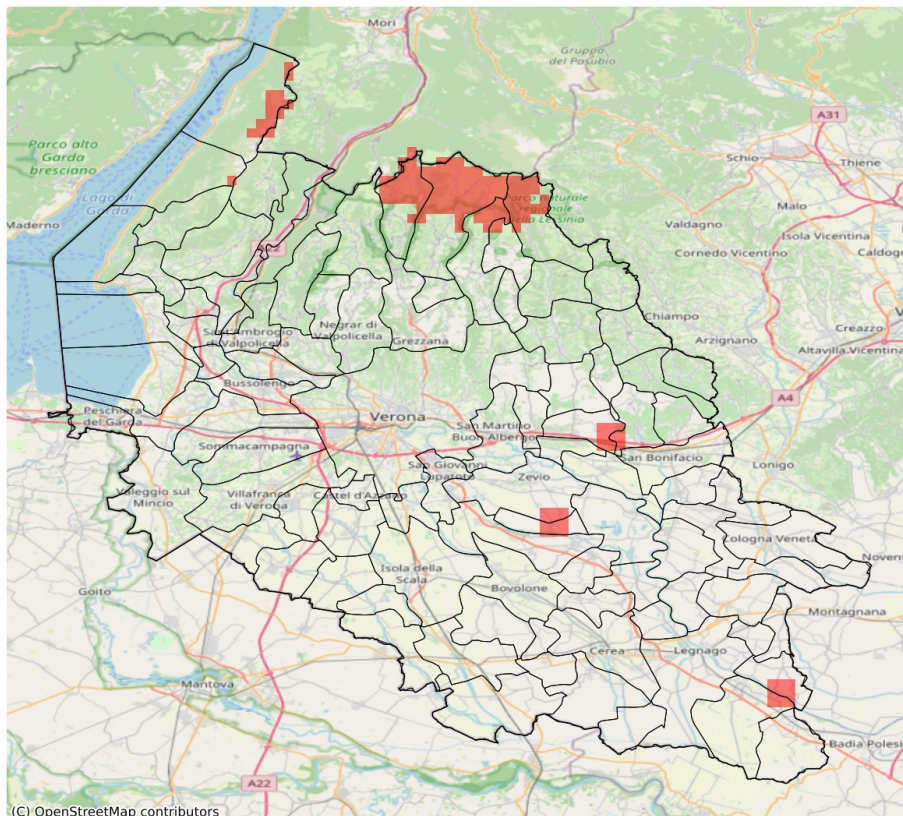 Mori
Gruppo
del Pasubio
A31
Parco alto
Garda
bresciano
Schio
Thiene
Lago di
Garda
Parco naturale
regionale
della Lessinia
Malo
Maderno
Valdagno
Isola Vicentina
A22
Cornedo Vicentino
Caldogn
Chiampo
Sant'Ambrogio
di Valpolicella
Negrar di
Valpolicella
Grezzana
Arzignano
Creazzo
Altavilla Vicentina
Bussolengo
A4
Peschiera
del Garda
Verona
San Martino
Buon Albergo
Sommacampagna
San Giovanni
Lupatoto
Zevio
San Bonifacio
Lonigo
Valeggio sul
Mincio
Villafranca
di Verona
Castel d'Azzano
Cologna Veneta
Novent
Isola della
Scala
Goito
Bovolone
Montagnana
Cerea
Legnago
Mantova
Badia Polesi
A22
(C) OpenStreetMap contributors